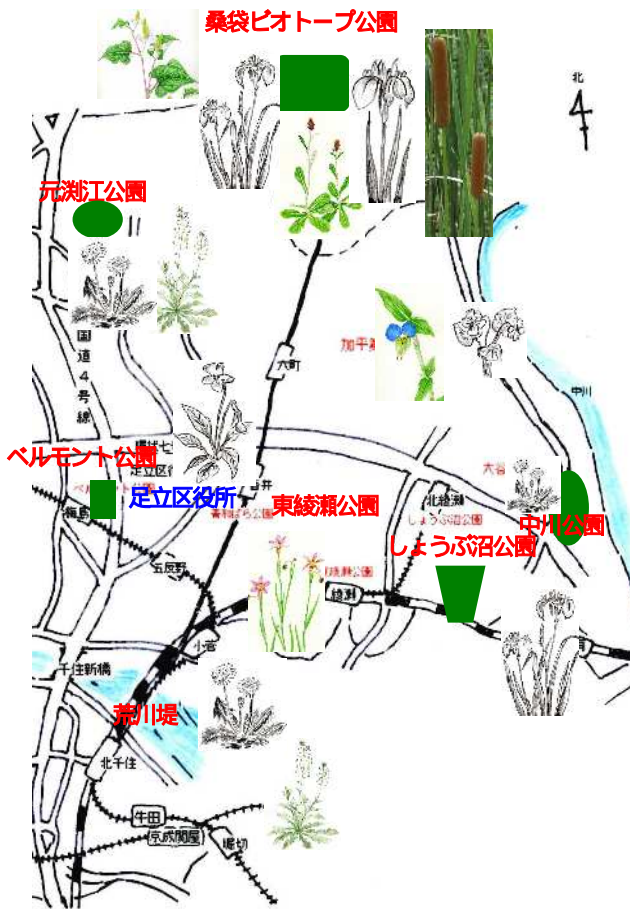 桑袋ビオトープ公園
北
元渕江公園
国道4号線
加平
六町
中川
ベルモント公園
足立区役所
東綾瀬公園
大谷
北綾瀬
しょうぶ沼公園
中川公園
しょうぶ沼公園
梅島
五反野
綾瀬公園
綾瀬
小菅
千住新橋
荒川堤
北千住
牛田
京成関屋
堀切